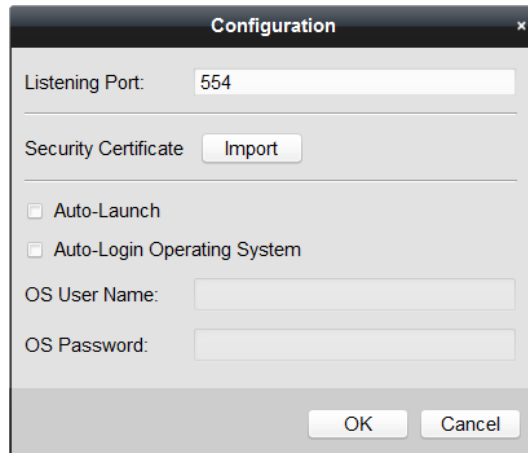 Configuration ×
Listening Port: 554
Security Certificate Import
Auto-Launch
Auto-Login Operating System
OS User Name:
OS Password:
OK Cancel